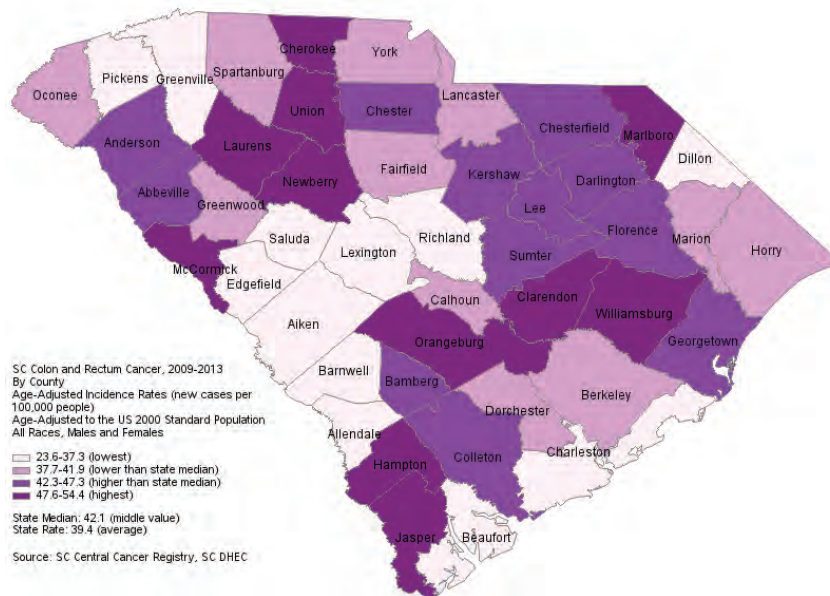 Cherokee
York
Pickens
Greenville
Spartanburg
Oconee
Lancaster
Union
Chester
Chesterfield
Marlboro
Anderson
Laurens
Dillon
Fairfield
Kershaw
Darlington
Abbeville
Newberry
Greenwood
Lee
Florence
Saluda
Richland
Marion
Horry
Lexington
Sumter
McCormick
Edgefield
Calhoun
Clarendon
Aiken
Williamsburg
Orangeburg
Georgetown
Barnwell
Bamberg
Berkeley
Dorchester
Allendale
Charleston
Colleton
Hampton
Jasper
Beaufort
SC Colon and Rectum Cancer, 2009-2013
By County
Age-Adjusted Incidence Rates (new cases per
100,000 people)
Age-Adjusted to the US 2000 Standard Population
All Races, Males and Females
23.6-37.3 (lowest)
37.7-41.9 (lower than state median)
42.3-47.3 (higher than state median)
47.6-54.4 (highest)
State Median: 42.1 (middle value)
State Rate: 39.4 (average)
Source: SC Central Cancer Registry, SC DHEC